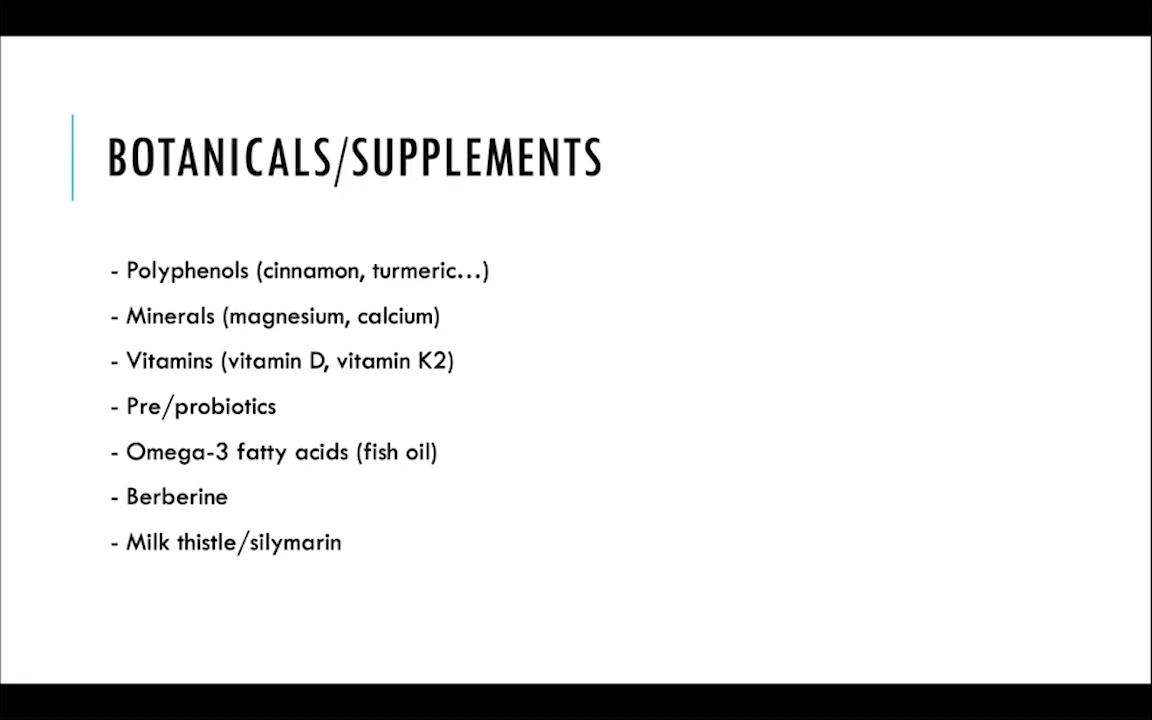 BOTANICALS/SUPPLEMENTS
- Polyphenols (cinnamon, turmeric...)
- Minerals (magnesium, calcium)
- Vitamins (vitamin D, vitamin K2)
- Pre/probiotics
- Omega-3 fatty acids (fish oil)
- Berberine
- Milk thistle/silymarin